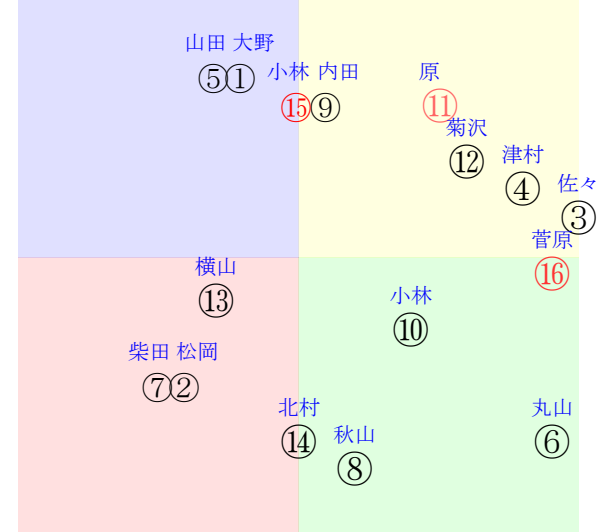 山田 大野
⑤①
小林 内田
⑮⑨
原
⑪
菊沢
⑫
津村
④
佐々
③
菅原
⑯
横山
⑬
小林
⑩
柴田 松岡
⑦②
北村
⑭
秋山
⑧
丸山
⑥